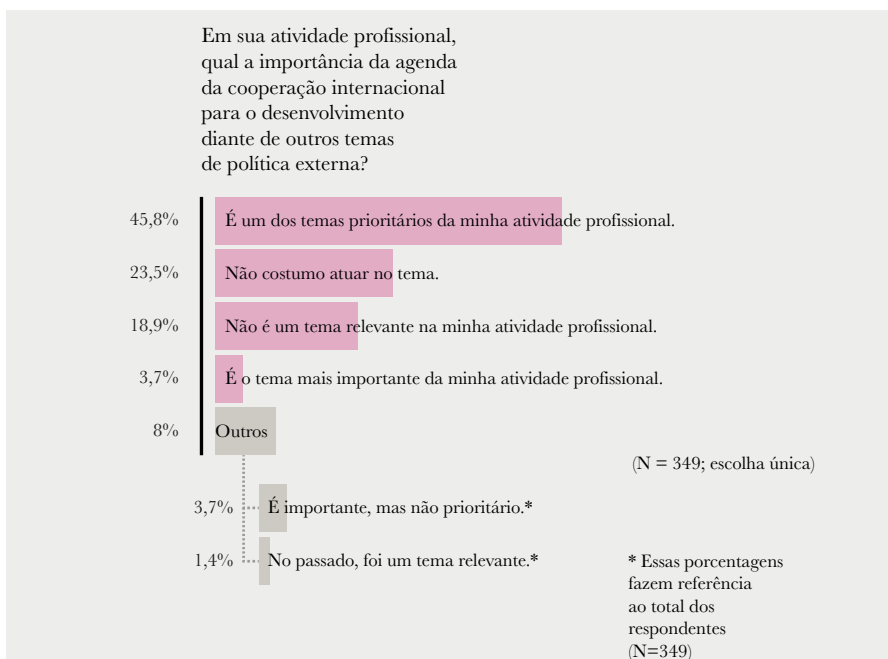 Em sua atividade profissional,
qual a importância da agenda
da cooperação internacional
para o desenvolvimento
diante de outros temas
de política externa?
45,8% É um dos temas prioritários da minha atividade profissional.
23,5% Não costumo atuar no tema.
18,9% Não é um tema relevante na minha atividade profissional.
3,7% É o tema mais importante da minha atividade profissional.
8% Outros
(N = 349; escolha única)
3,7% É importante, mas não prioritário.*
1,4% No passado, foi um tema relevante.*
* Essas porcentagens
fazem referência
ao total dos
respondentes
(N=349)